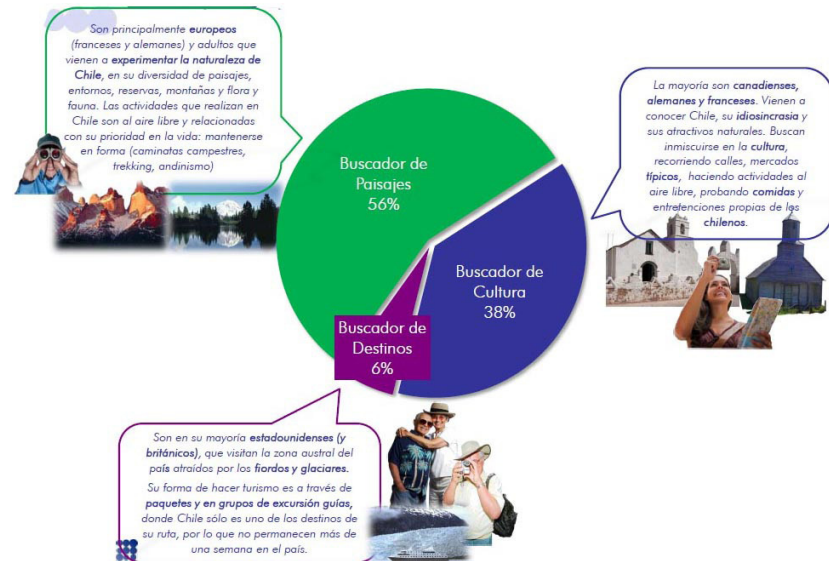 Son principalmente europeos
(franceses y alemanes) y adultos que
vienen a experimentar la naturaleza de
Chile, en su diversidad de paisajes,
entornos, reservas, montañas y flora y
fauna. Las actividades que realizan en
Chile son al aire libre y relacionadas
con su prioridad en la vida: mantenerse
en forma (caminatas campestres,
trekking, andinismo)
Buscador de
Paisajes
56%
La mayoría son canadienses,
alemanes y franceses. Vienen a
conocer Chile, su idiosincrasia y
sus atractivos naturales. Buscan
inmiscuirse en la cultura,
recorriendo calles, mercados
típicos, haciendo actividades al
aire libre, probando comidas y
entretenciones propias de los
chilenos.
Buscador de
Cultura
38%
Buscador de
Destinos
6%
Son en su mayoría estadounidenses (y
británicos), que visitan la zona austral del
país atraídos por los fiordos y glaciares.
Su forma de hacer turismo es a través de
paquetes y en grupos de excursión guías,
donde Chile sólo es uno de los destinos de
su ruta, por lo que no permanecen más de
una semana en el país.